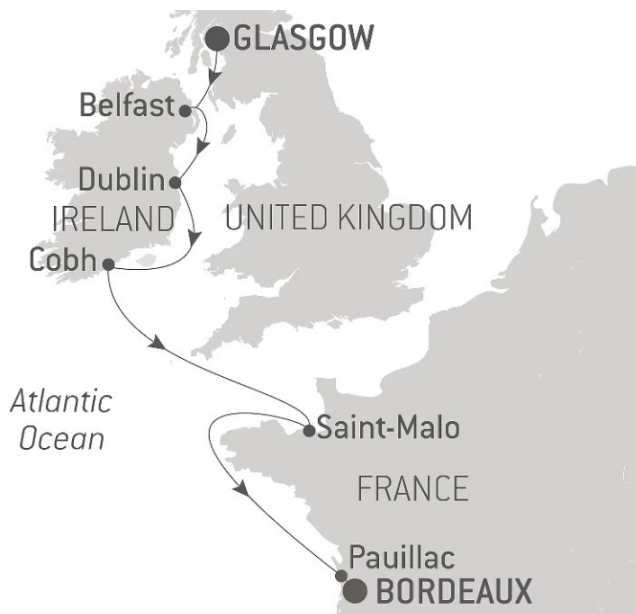 GLASGOW
Belfast
Dublin
IRELAND
UNITED KINGDOM
Cobh
Atlantic
Ocean
Saint-Malo
FRANCE
Pauillac
BORDEAUX